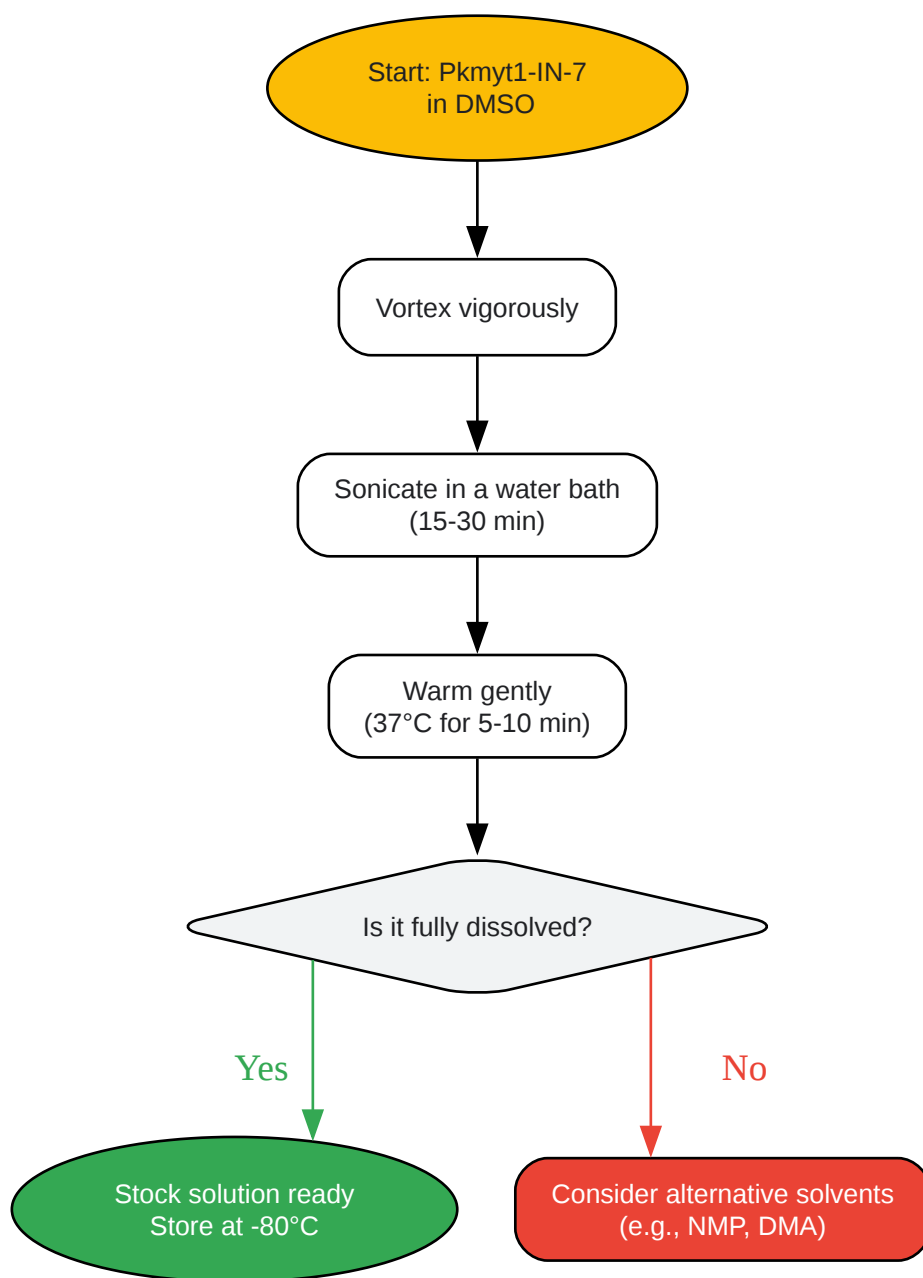 Start: Pkmyt1-IN-7
in DMSO
Vortex vigorously
Sonicate in a water bath
(15-30 min)
Warm gently
(37°C for 5-10 min)
Is it fully dissolved?
Yes
No
Stock solution ready
Store at -80°C
Consider alternative solvents
(e.g., NMP, DMA)